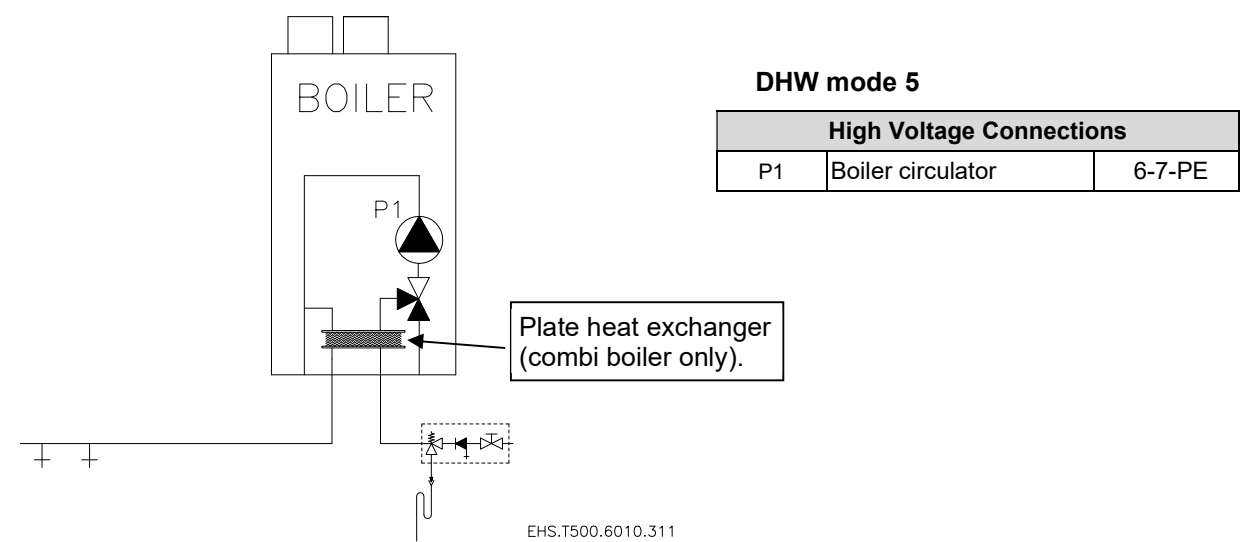 BOILER
P1
DHW mode 5
High Voltage Connections
P1 Boiler circulator 6-7-PE
Plate heat exchanger
(combi boiler only).
EHS.T500.6010.311